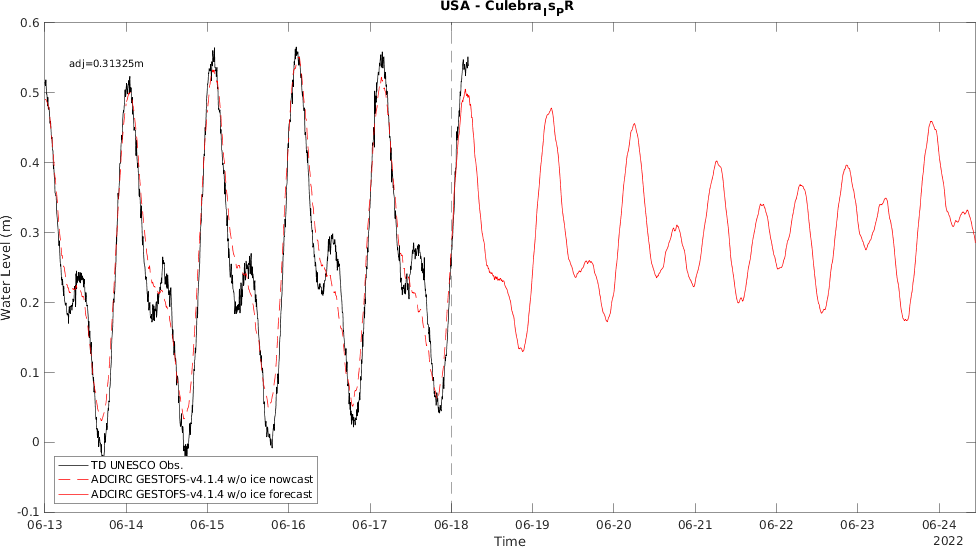 USA - Culebra_Is_PR
adj=0.31325m
0.6
0.5
0.4
0.3
0.2
0.1
0
-0.1
Water Level (m)
TD UNESCO Obs.
ADCIRC GESTOFS-v4.1.4 w/o ice nowcast
ADCIRC GESTOFS-v4.1.4 w/o ice forecast
06-13 06-14 06-15 06-16 06-17 06-18 06-19 06-20 06-21 06-22 06-23 06-24
Time
2022